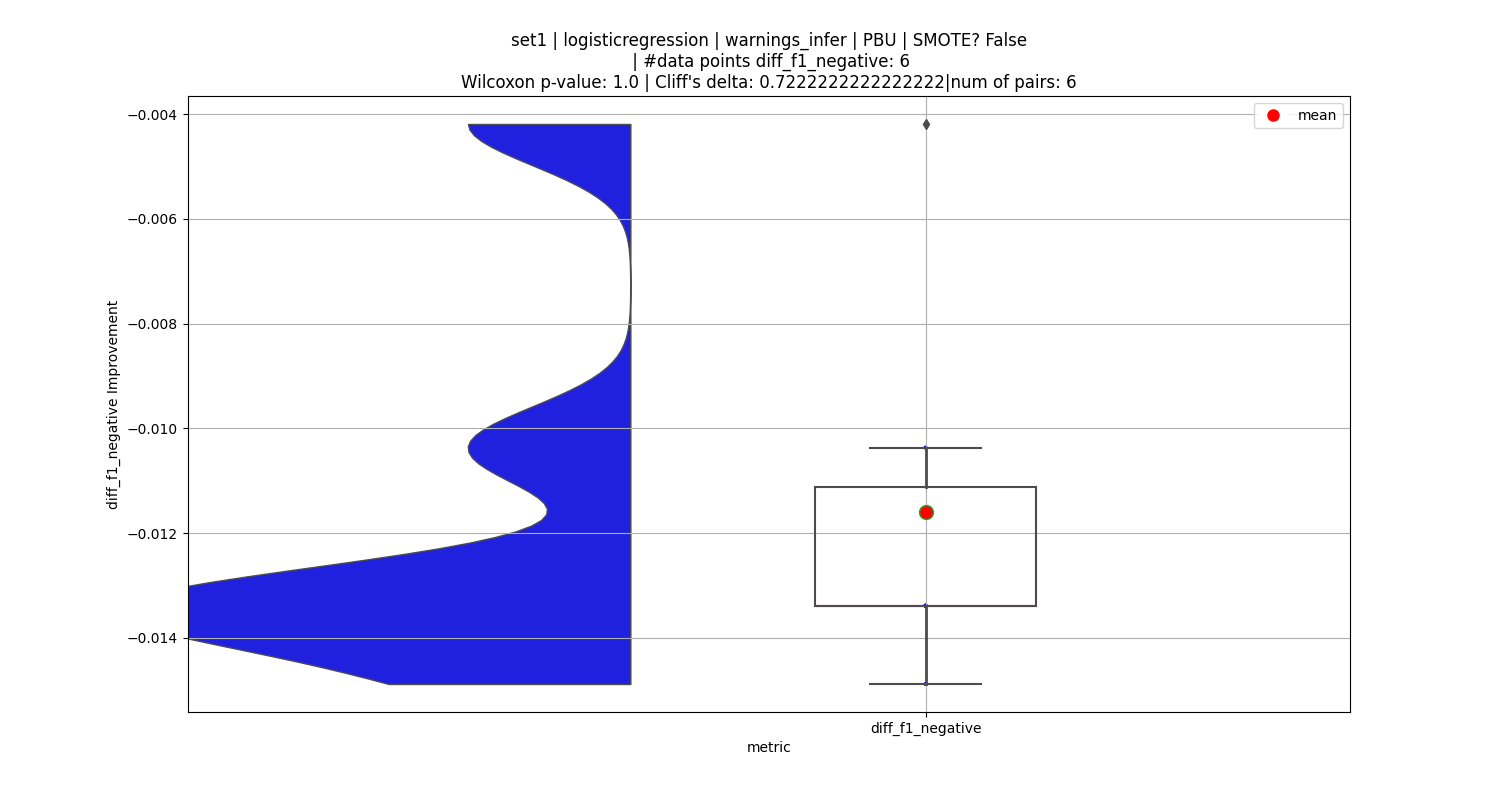 set1 | logisticregression | warnings_infer | PBU | SMOTE? False
| #data points diff_f1_negative: 6
Wilcoxon p-value: 1.0 | Cliff's delta: 0.7222222222222222|num of pairs: 6
mean
−0.004
−0.006
−0.008
−0.010
−0.012
−0.014
diff_f1_negative Improvement
diff_f1_negative
metric